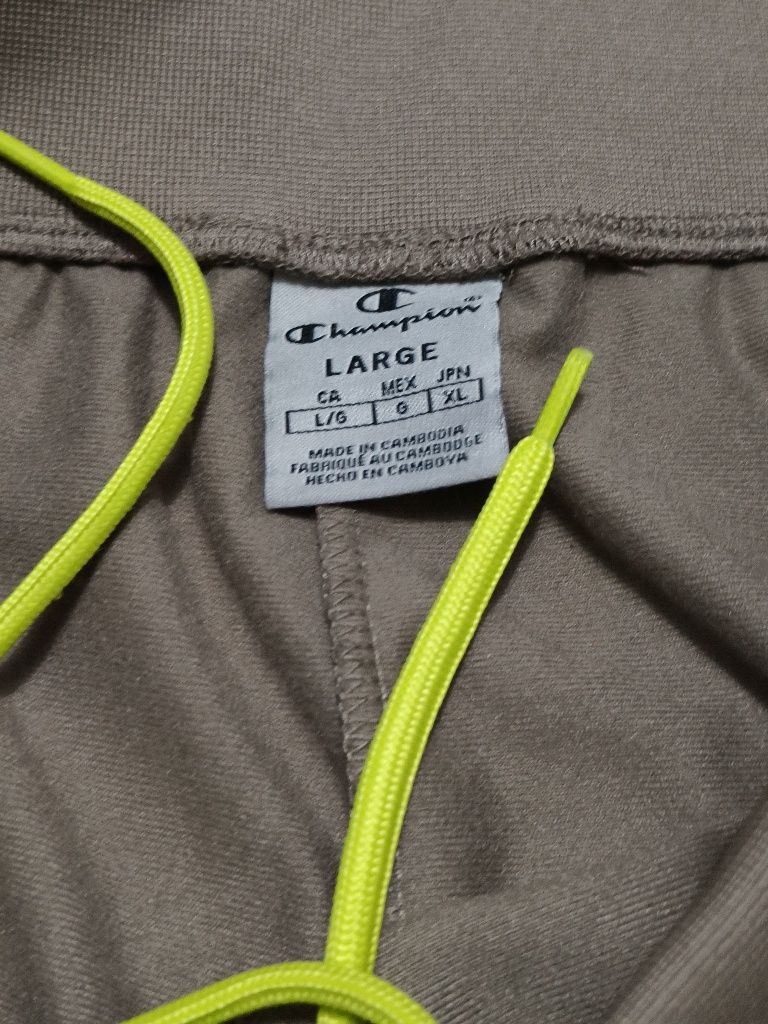 Champion
LARGE
CA MEX JPN
L/G G XL
MADE IN CAMBODIA
FABRIQUÉ AU CAMBODGE
HECHO EN CAMBOYA